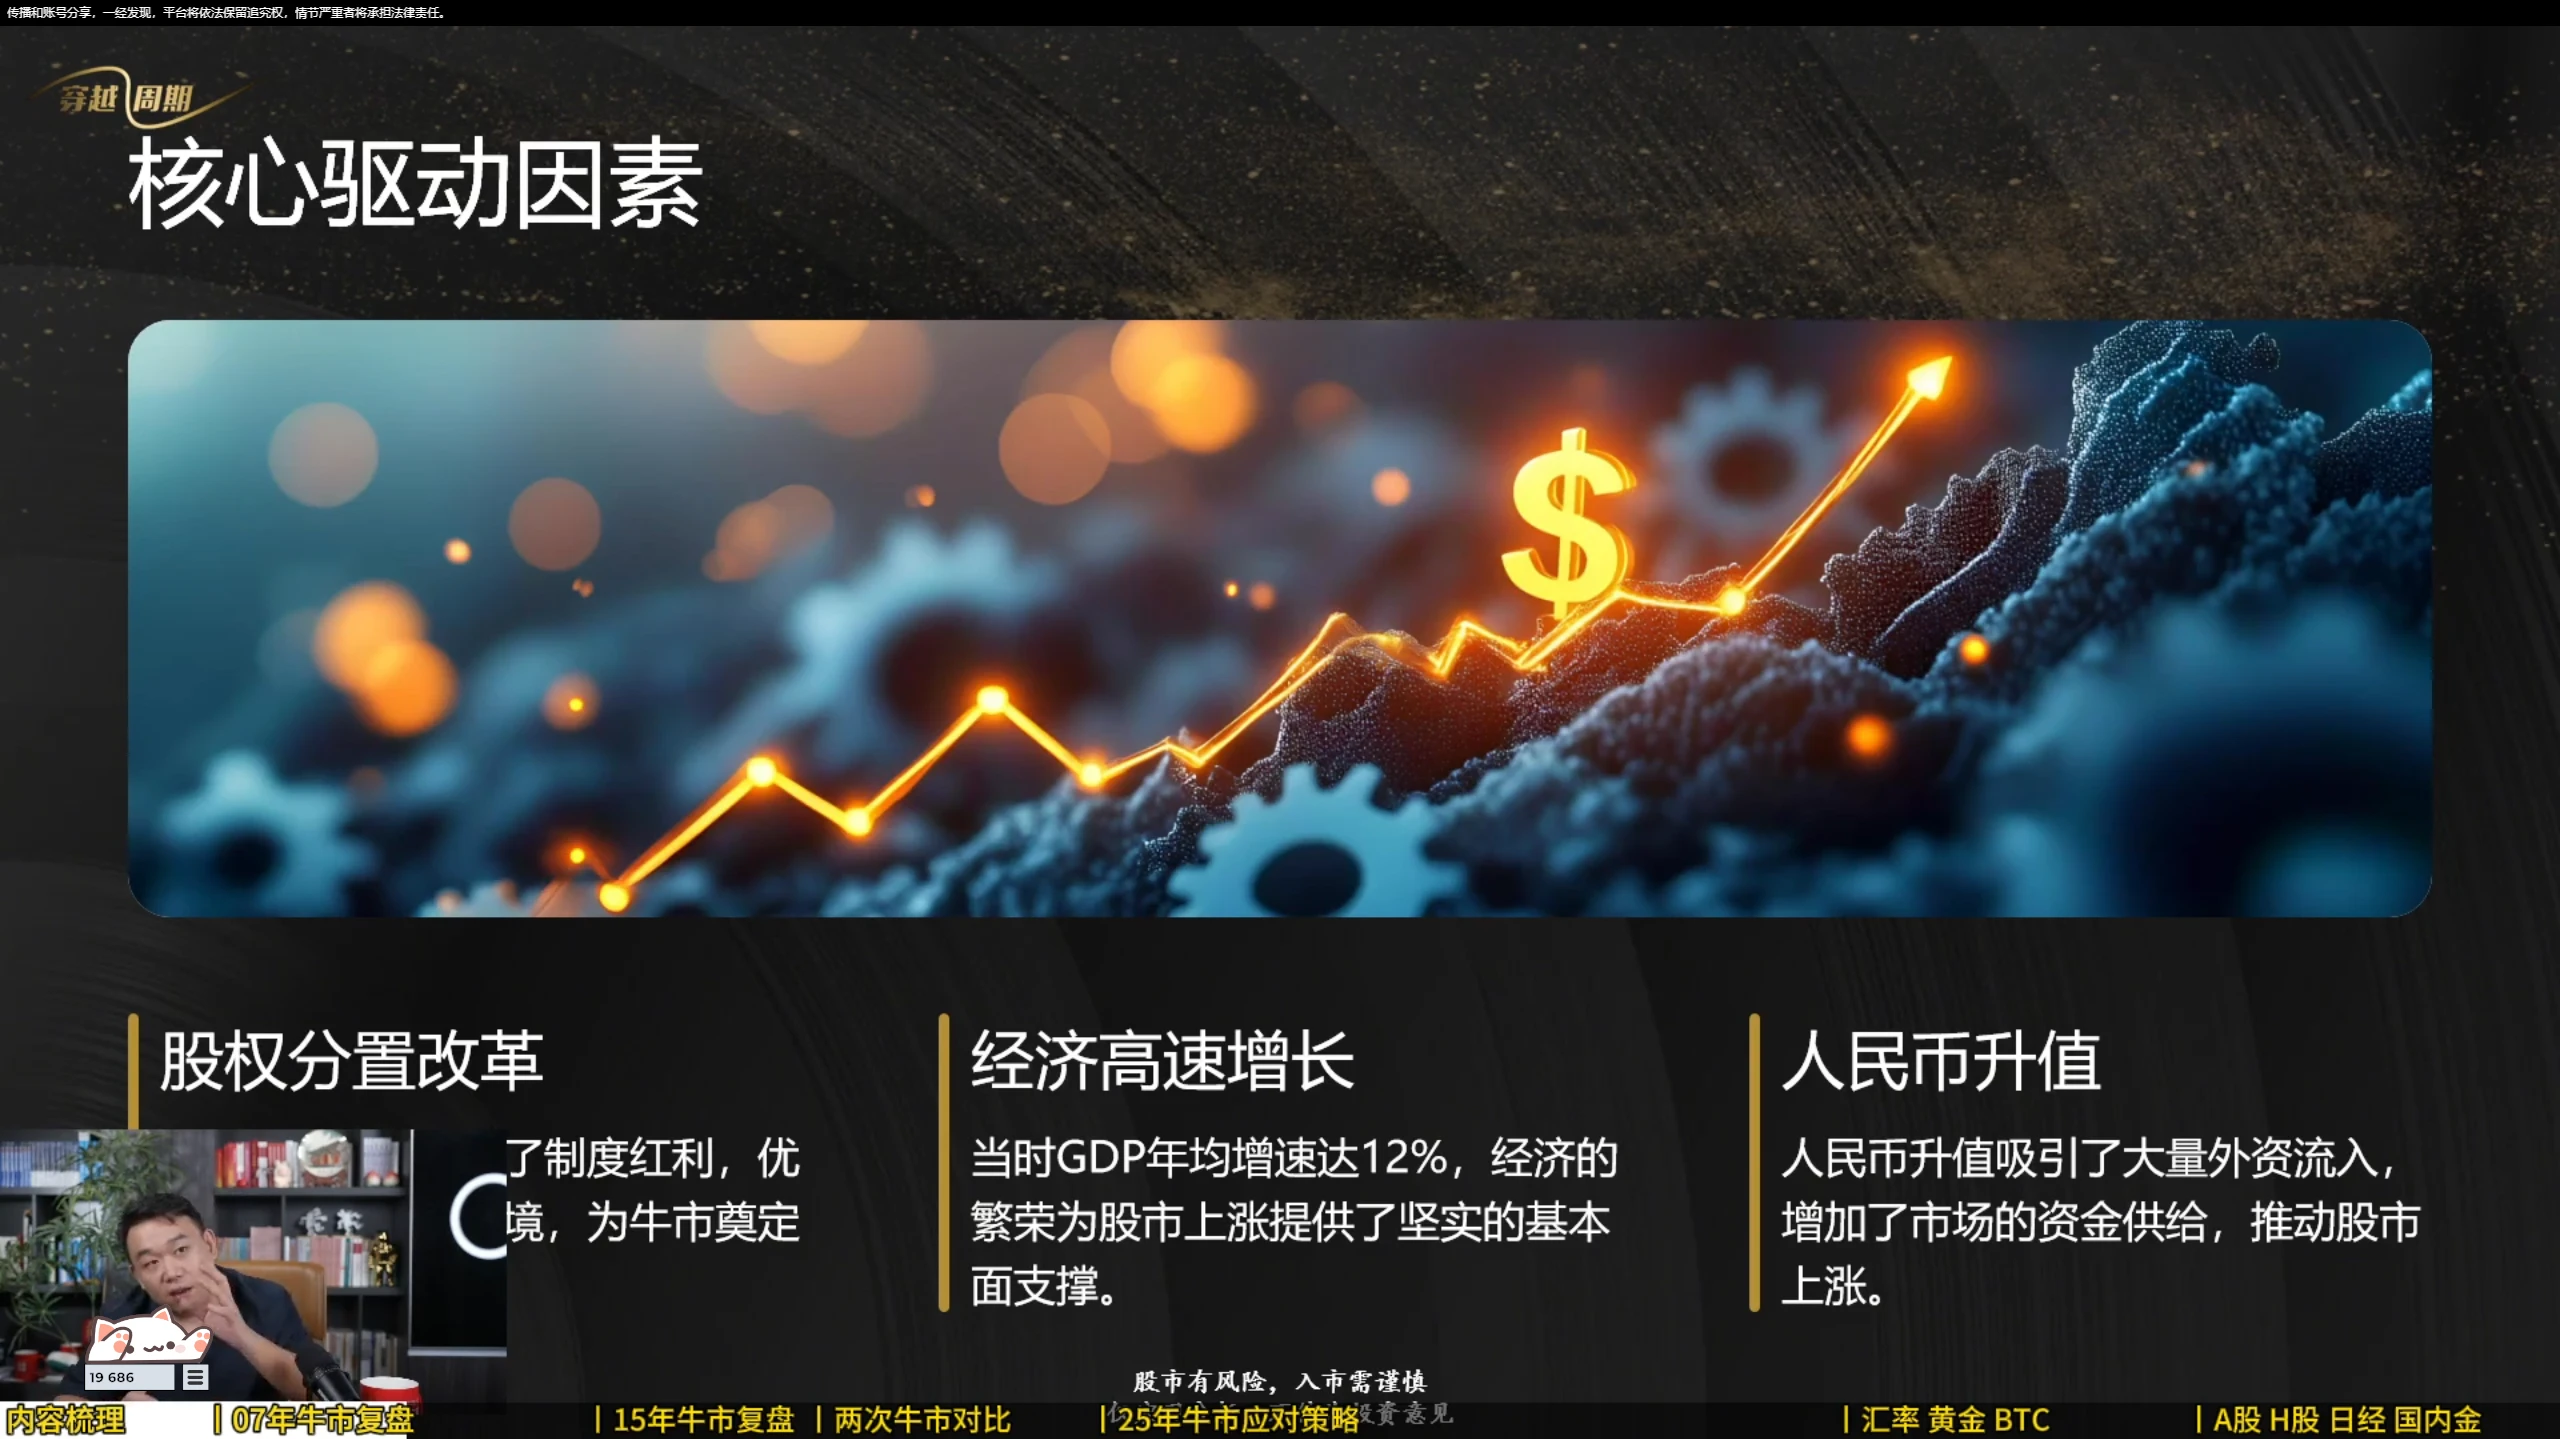 传播和账号分享，一经发现，平台将依法保留追究权，情节严重者将承担法律责任。
穿越周期
核心驱动因素
股权分置改革
了制度红利，优
境，为牛市奠定
经济高速增长
当时GDP年均增速达12%，经济的
繁荣为股市上涨提供了坚实的基本
面支撑。
人民币升值
人民币升值吸引了大量外资流入，
增加了市场的资金供给，推动股市
上涨。
19 686
股市有风险，入市需谨慎
投资意见
内容梳理 | 07年牛市复盘 | 15年牛市复盘 | 两次牛市对比 | 25年牛市应对策略 | 汇率 黄金 BTC | A股 H股 日经 国内金